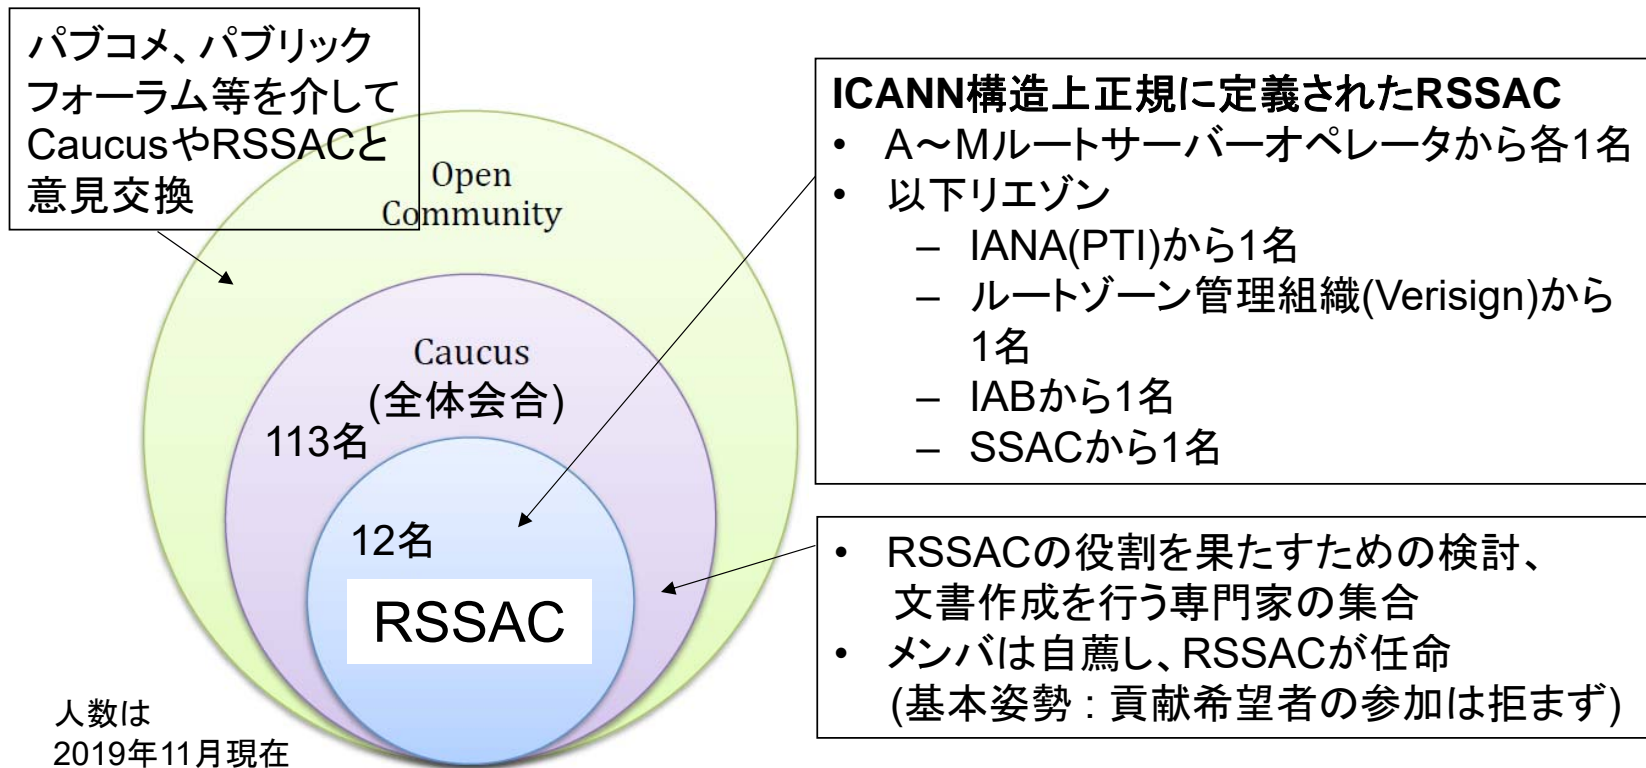 パブコメ、パブリック
フォーラム等を介して
CaucusやRSSACと
意見交換
Open
Community
Caucus
(全体会合)
113名
12名
RSSAC
人数は
2019年11月現在
ICANN構造上正規に定義されたRSSAC
• A～Mルートサーバーオペレータから各1名
• 以下リエゾン
– IANA(PTI)から1名
– ルートゾーン管理組織(Verisign)から
1名
– IABから1名
– SSACから1名
• RSSACの役割を果たすための検討、
文書作成を行う専門家の集合
• メンバは自薦し、RSSACが任命
(基本姿勢：貢献希望者の参加は拒まず)